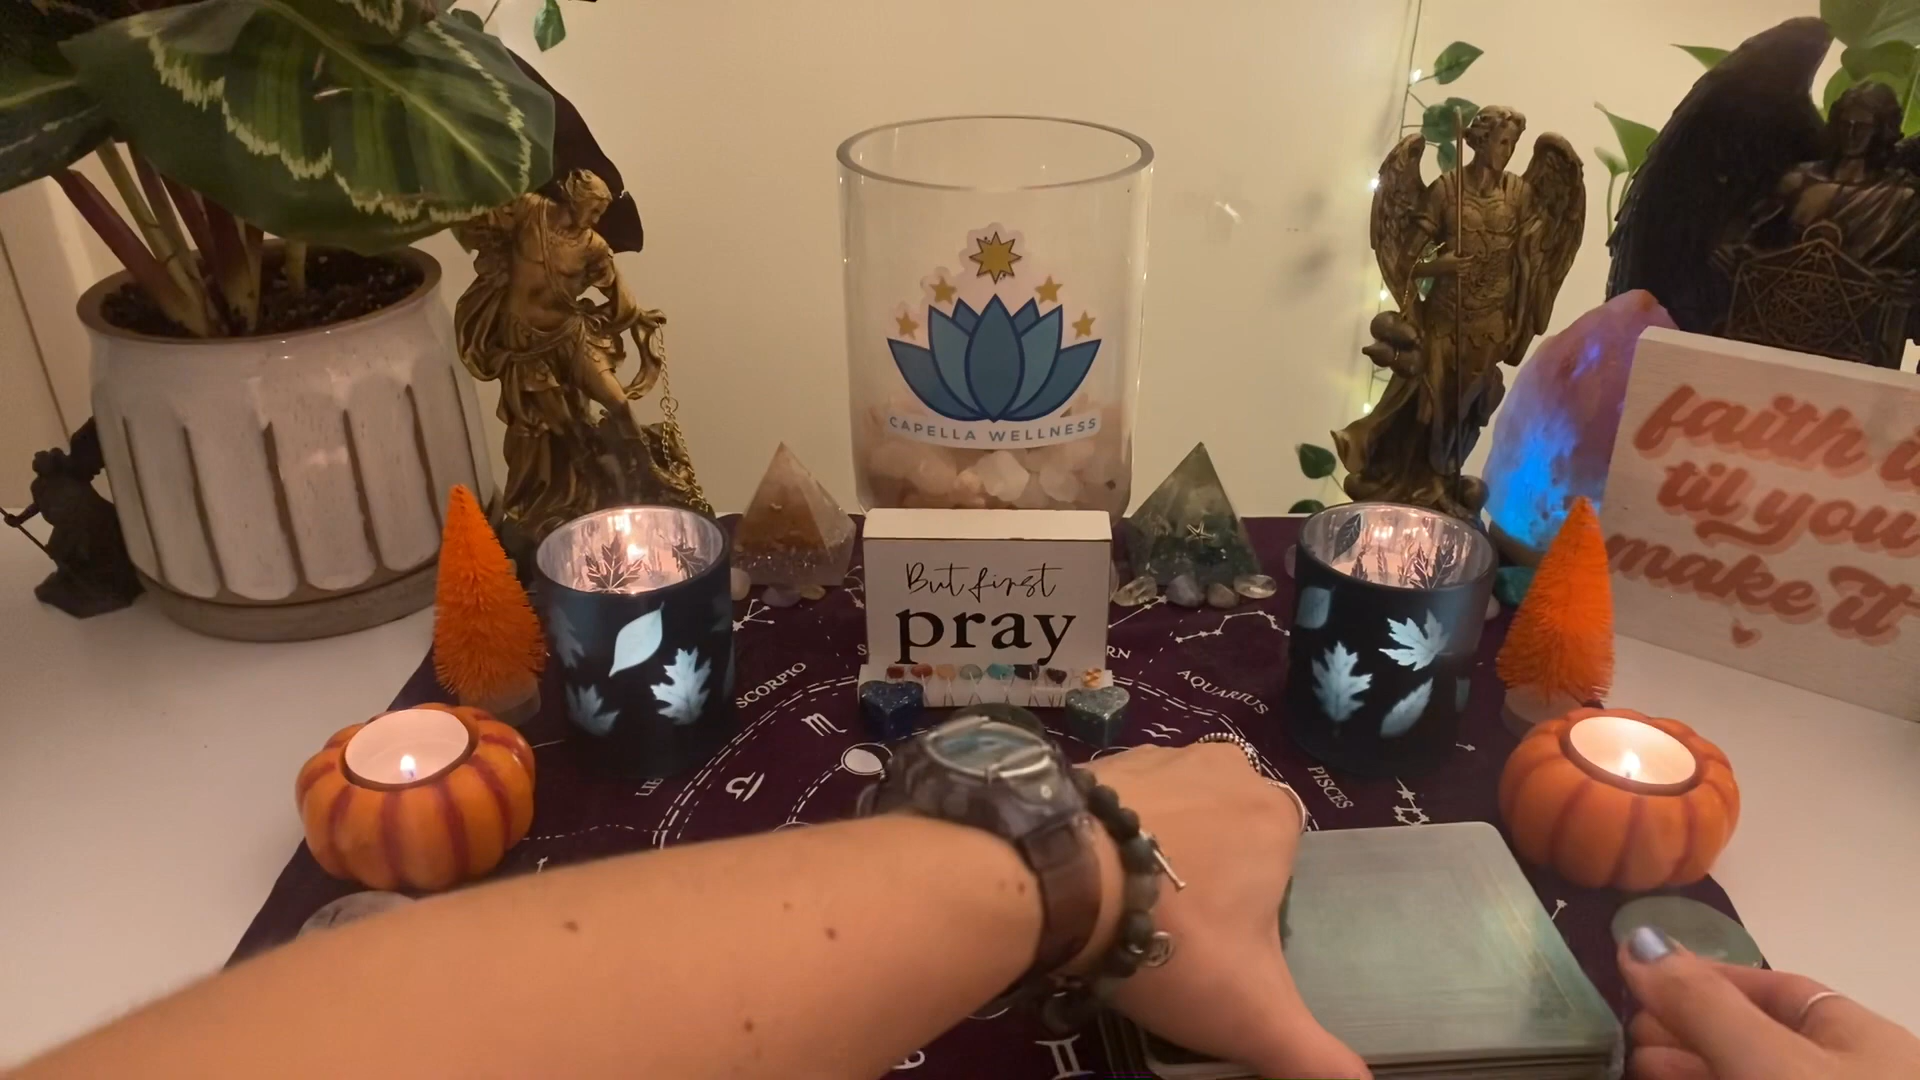 CAPELLA WELLNESS
But first
pray
faith i
til you
make it
SCORPIO
AQUARIUS
PISCES